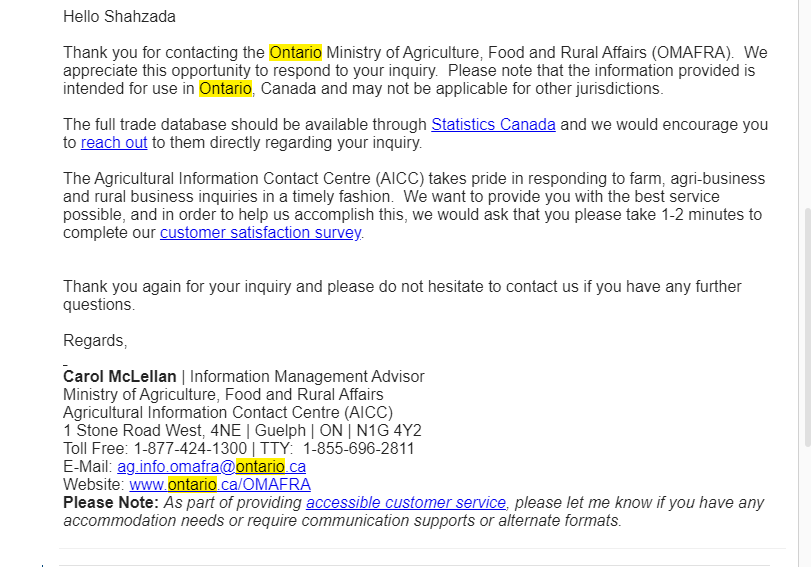 Hello Shahzada
Thank you for contacting the Ontario Ministry of Agriculture, Food and Rural Affairs (OMAFRA).  We
appreciate this opportunity to respond to your inquiry.  Please note that the information provided is
intended for use in Ontario, Canada and may not be applicable for other jurisdictions.
The full trade database should be available through Statistics Canada and we would encourage you
to reach out to them directly regarding your inquiry.
The Agricultural Information Contact Centre (AICC) takes pride in responding to farm, agri-business
and rural business inquiries in a timely fashion.  We want to provide you with the best service
possible, and in order to help us accomplish this, we would ask that you please take 1-2 minutes to
complete our customer satisfaction survey.
Thank you again for your inquiry and please do not hesitate to contact us if you have any further
questions.
Regards,
Carol McLellan | Information Management Advisor
Ministry of Agriculture, Food and Rural Affairs
Agricultural Information Contact Centre (AICC)
1 Stone Road West, 4NE | Guelph | ON | N1G 4Y2
Toll Free: 1-877-424-1300 | TTY:  1-855-696-2811
E-Mail: ag.info.omafra@ontario.ca
Website: www.ontario.ca/OMAFRA
Please Note: As part of providing accessible customer service, please let me know if you have any
accommodation needs or require communication supports or alternate formats.